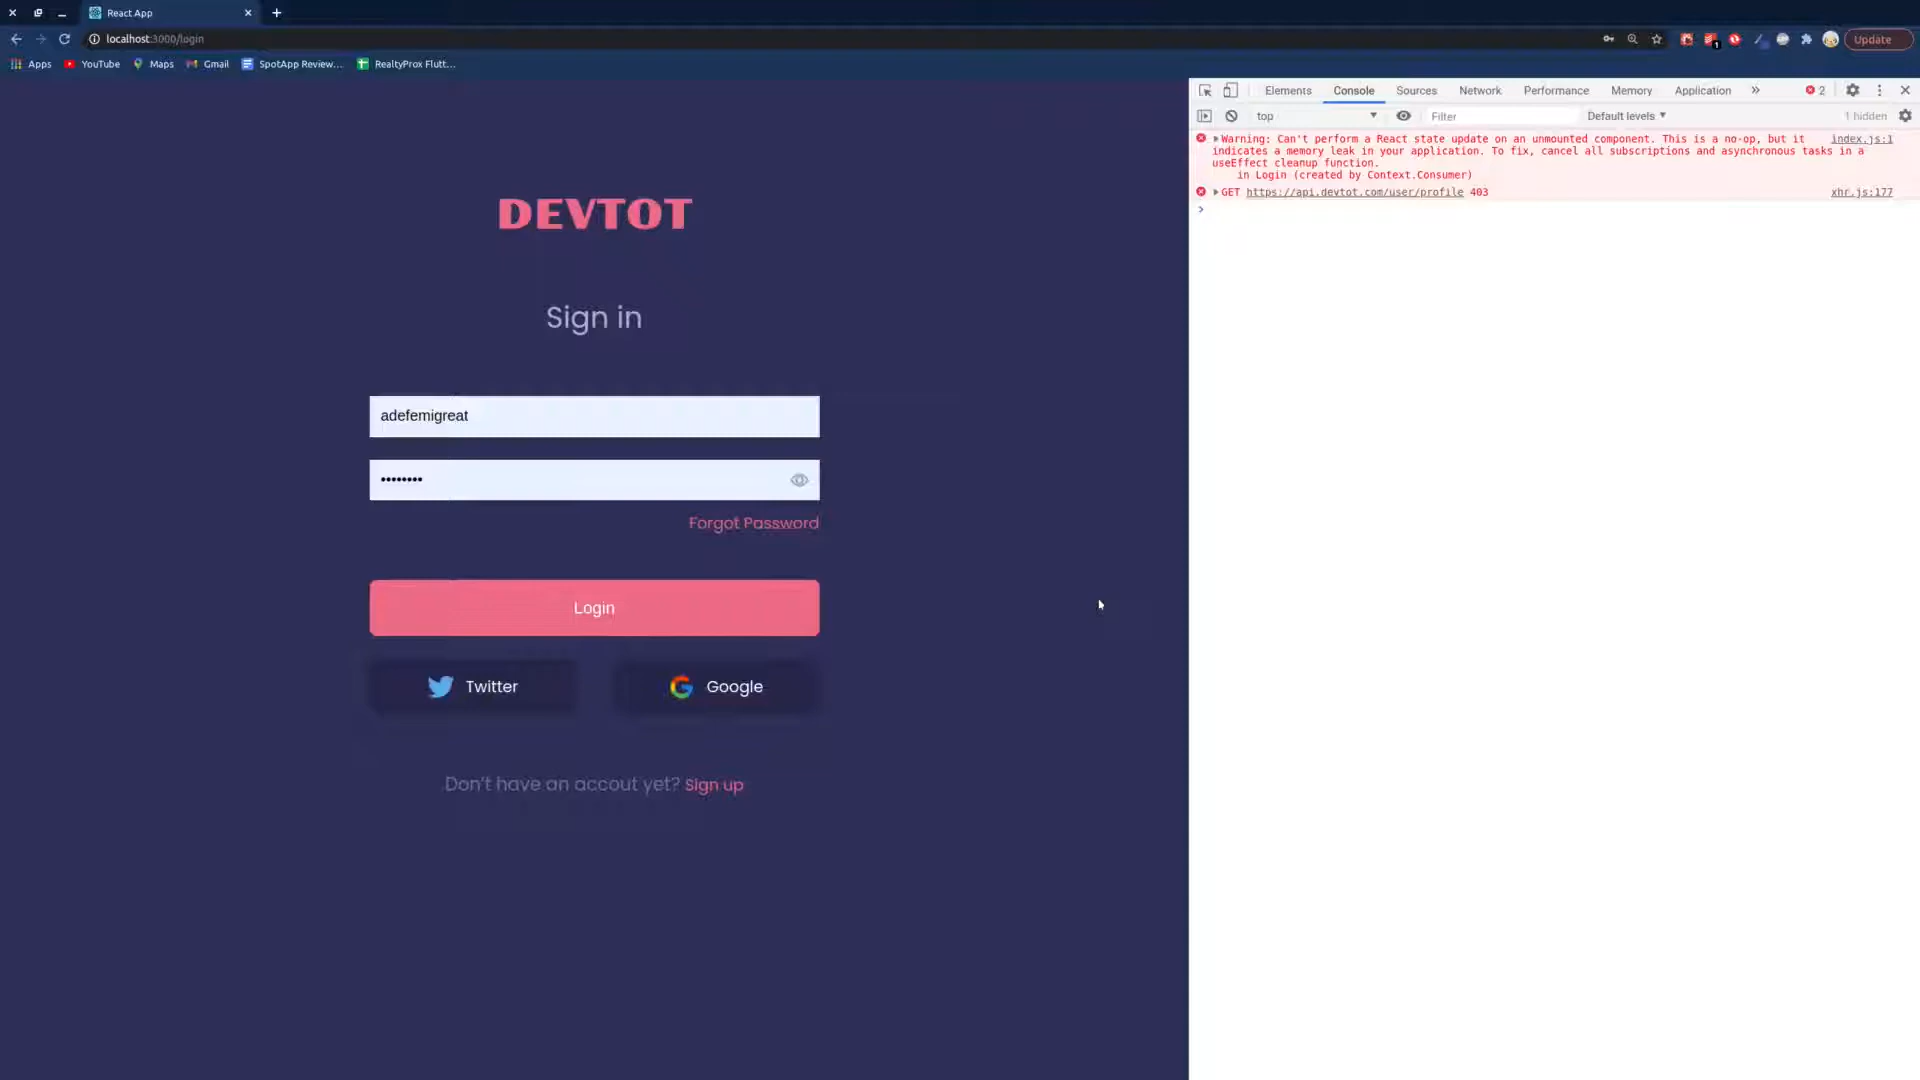 React App
localhost:3000/login
Update
Apps
YouTube
Maps
Gmail
SpotApp Review...
RealtyProx Flutt...
DEVTOT
Sign in
adefemigreat
••••••••
Forgot Password
Login
Twitter
Google
Don't have an accout yet? Sign up
Elements
Console
Sources
Network
Performance
Memory
Application
2
top
Filter
Default levels
1 hidden
Warning: Can't perform a React state update on an unmounted component. This is a no-op, but it index.js:1
indicates a memory leak in your application. To fix, cancel all subscriptions and asynchronous tasks in a
useEffect cleanup function.
in Login (created by Context.Consumer)
GET https://api.devtot.com/user/profile 403 xhr.js:177